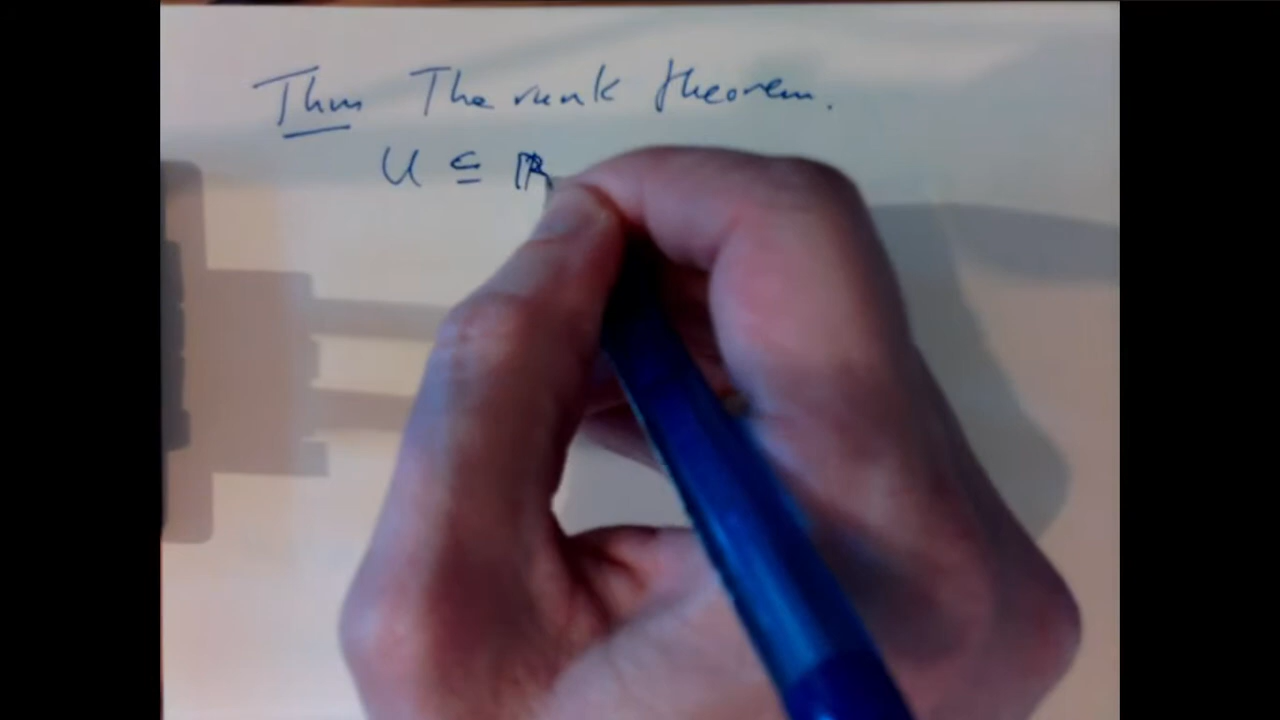 Thm The rank theorem.
U ⊆ ℝ